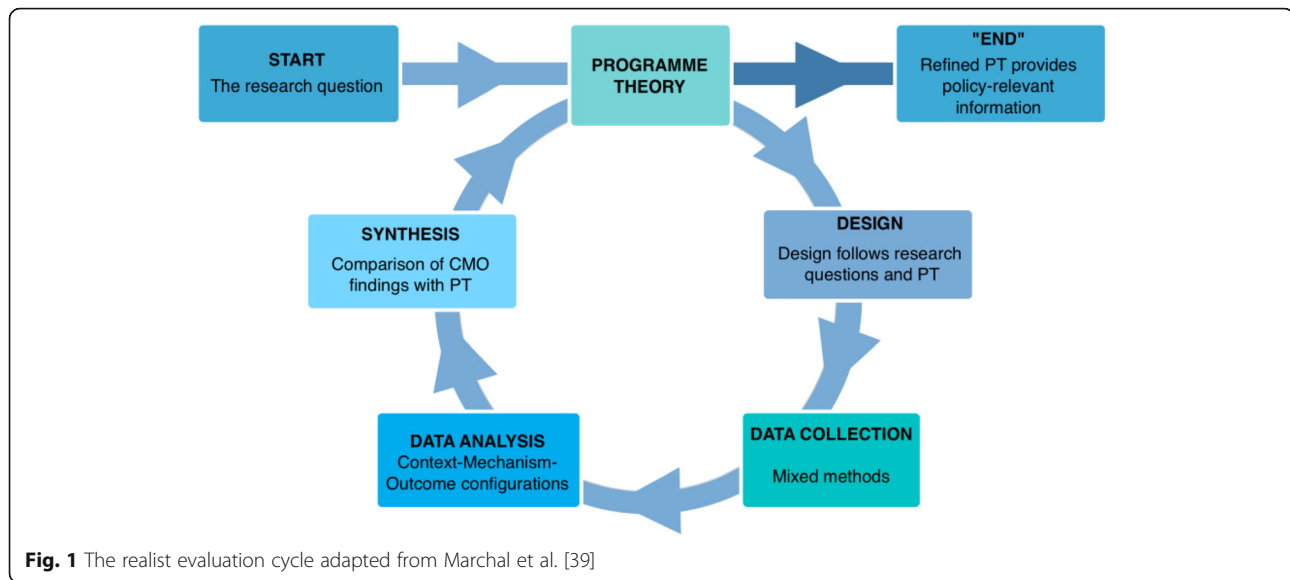 START
The research question
PROGRAMME
THEORY
"END"
Refined PT provides
policy-relevant
information
DESIGN
Design follows research
questions and PT
DATA COLLECTION
Mixed methods
DATA ANALYSIS
Context-Mechanism-
Outcome configurations
SYNTHESIS
Comparison of CMO
findings with PT
Fig. 1 The realist evaluation cycle adapted from Marchal et al. [39]